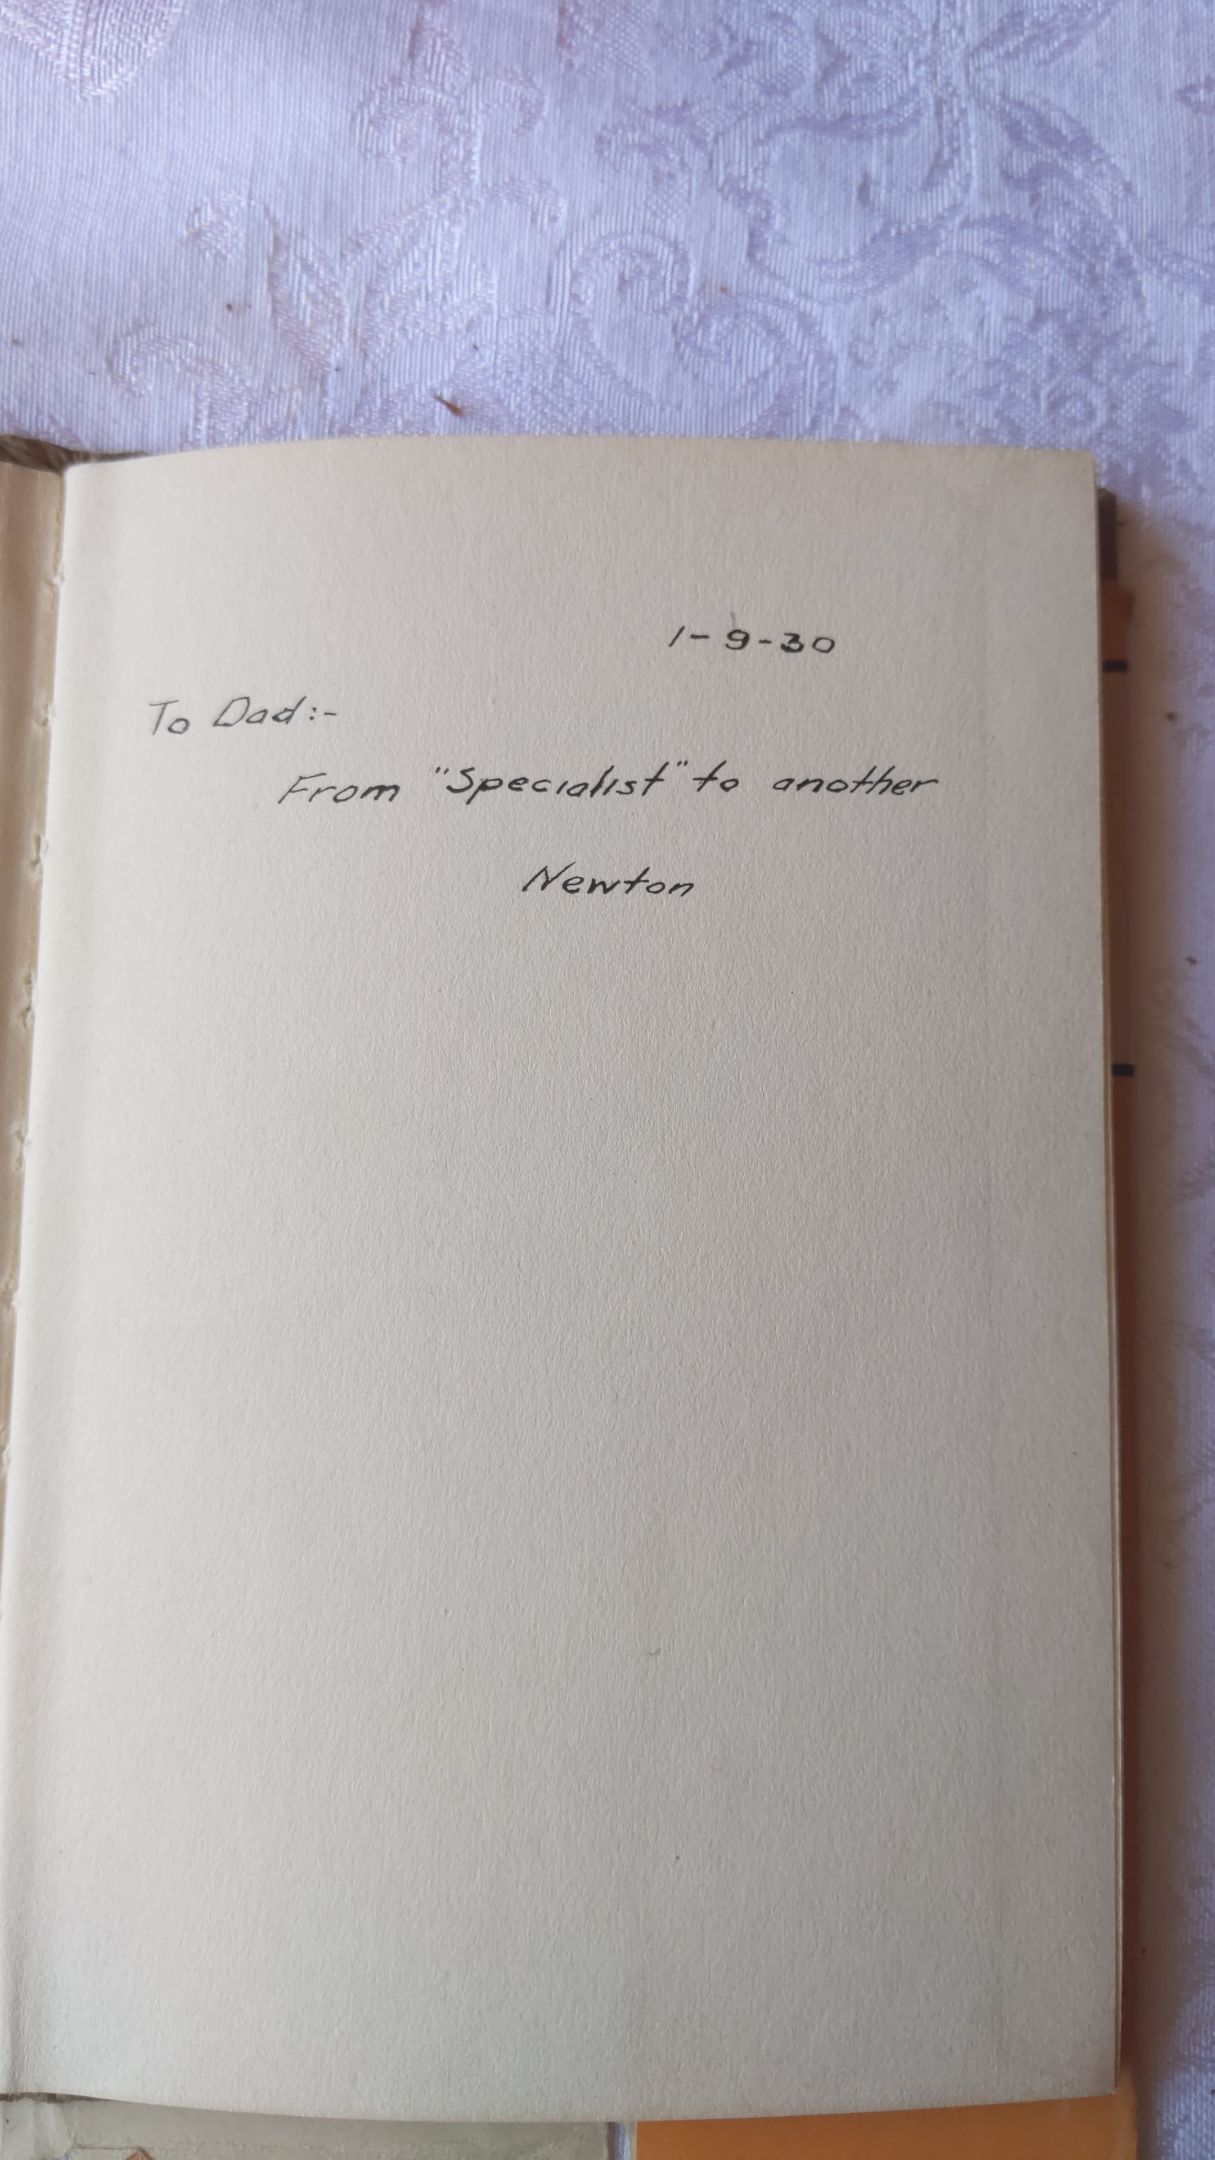 1-9-30
To Dad:-
From "Specialist" to another
Newton